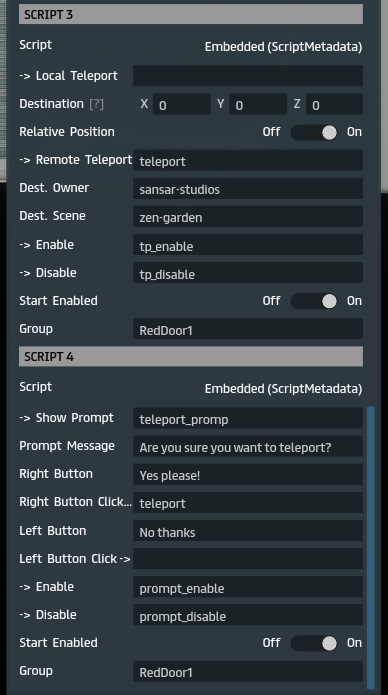 SCRIPT 3
Script Embedded (ScriptMetadata)
-> Local Teleport
Destination [?] X 0 Y 0 Z 0
Relative Position Off On
-> Remote Teleport teleport
Dest. Owner sansar-studios
Dest. Scene zen-garden
-> Enable tp_enable
-> Disable tp_disable
Start Enabled Off On
Group RedDoor1
SCRIPT 4
Script Embedded (ScriptMetadata)
-> Show Prompt teleport_promp
Prompt Message Are you sure you want to teleport?
Right Button Yes please!
Right Button Click... teleport
Left Button No thanks
Left Button Click ->
-> Enable prompt_enable
-> Disable prompt_disable
Start Enabled Off On
Group RedDoor1